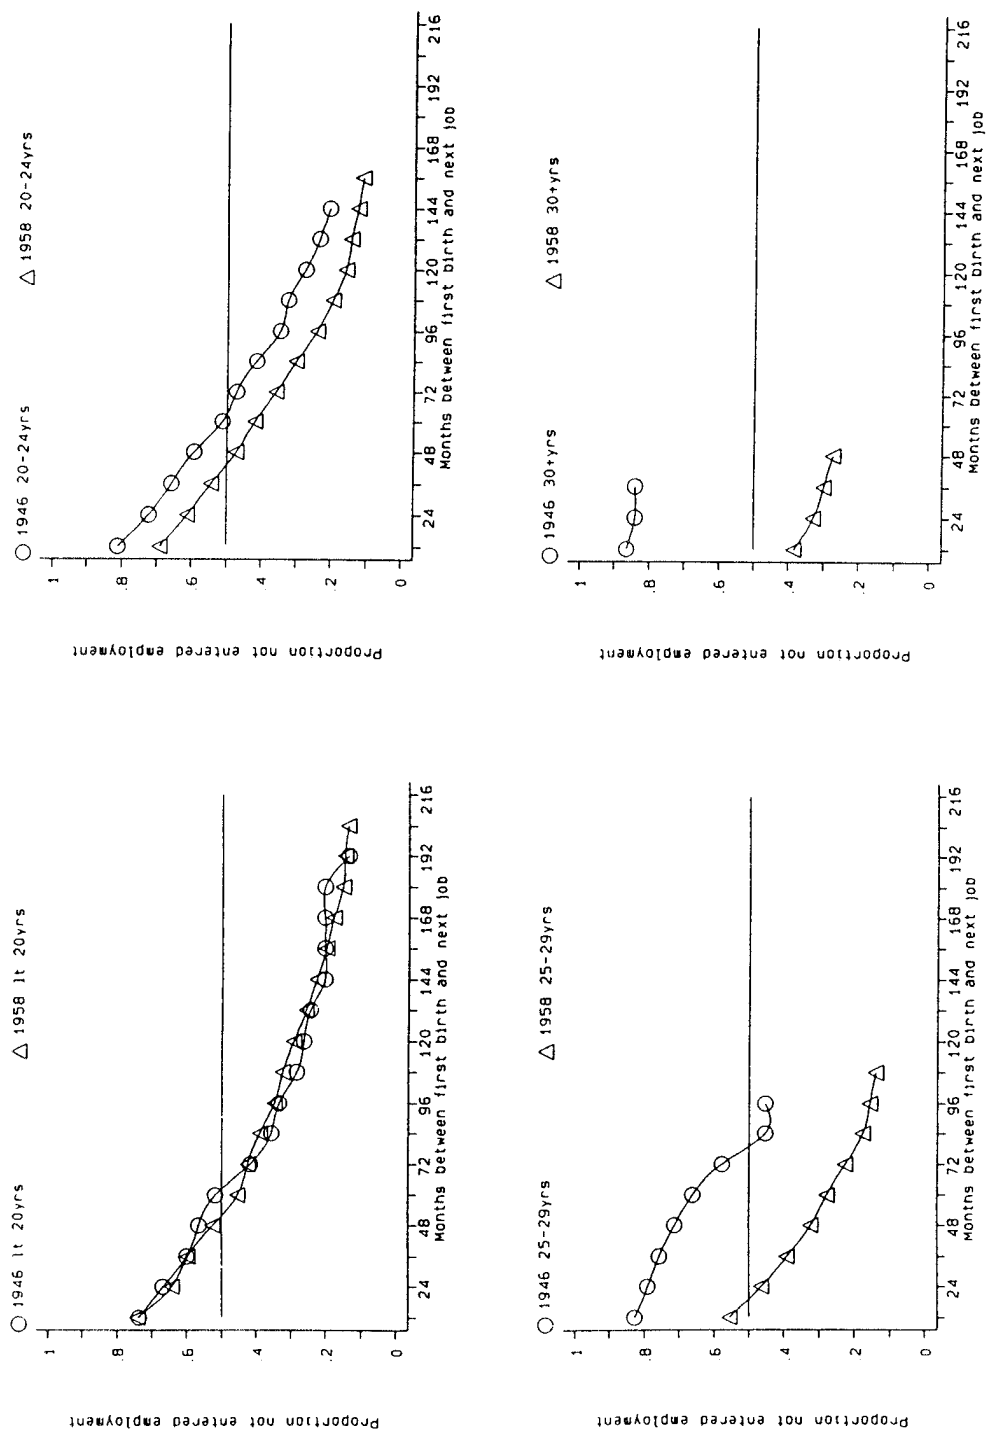 ○ 1946 lt 20yrs △ 1958 lt 20yrs
Proportion not entered employment
1
.8
.6
.4
.2
0
24 48 72 96 120 144 168 192 216
Months between first birth and next job
○ 1946 20-24yrs △ 1958 20-24yrs
Proportion not entered employment
1
.8
.6
.4
.2
0
24 48 72 96 120 144 168 192 216
Months between first birth and next job
○ 1946 25-29yrs △ 1958 25-29yrs
Proportion not entered employment
1
.8
.6
.4
.2
0
24 48 72 96 120 144 168 192 216
Months between first birth and next job
○ 1946 30+yrs △ 1958 30+yrs
Proportion not entered employment
1
.8
.6
.4
.2
0
24 48 72 96 120 144 168 192 216
Months between first birth and next job